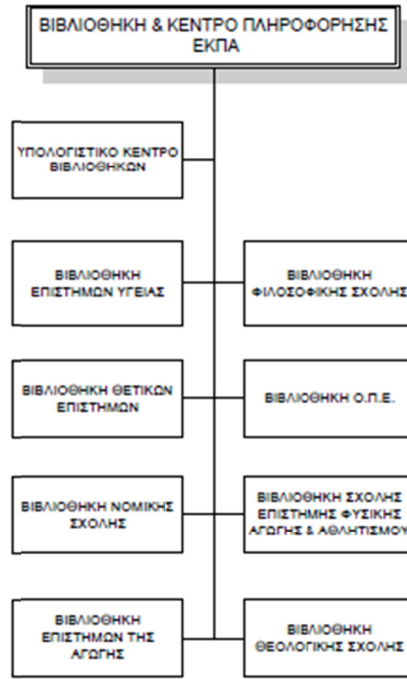 ΒΙΒΛΙΟΘΗΚΗ & ΚΕΝΤΡΟ ΠΛΗΡΟΦΟΡΗΣΗΣ
ΕΚΠΑ
ΥΠΟΛΟΓΙΣΤΙΚΟ ΚΕΝΤΡΟ
ΒΙΒΛΙΟΘΗΚΩΝ
ΒΙΒΛΙΟΘΗΚΗ
ΕΠΙΣΤΗΜΩΝ ΥΓΕΙΑΣ
ΒΙΒΛΙΟΘΗΚΗ
ΦΙΛΟΣΟΦΙΚΗΣ ΣΧΟΛΗΣ
ΒΙΒΛΙΟΘΗΚΗ ΘΕΤΙΚΩΝ
ΕΠΙΣΤΗΜΩΝ
ΒΙΒΛΙΟΘΗΚΗ Ο.Π.Ε.
ΒΙΒΛΙΟΘΗΚΗ ΝΟΜΙΚΗΣ
ΣΧΟΛΗΣ
ΒΙΒΛΙΟΘΗΚΗ ΣΧΟΛΗΣ
ΕΠΙΣΤΗΜΗΣ ΦΥΣΙΚΗΣ
ΑΓΩΓΗΣ & ΑΘΛΗΤΙΣΜΟΥ
ΒΙΒΛΙΟΘΗΚΗ
ΕΠΙΣΤΗΜΩΝ ΤΗΣ
ΑΓΩΓΗΣ
ΒΙΒΛΙΟΘΗΚΗ
ΘΕΟΛΟΓΙΚΗΣ ΣΧΟΛΗΣ